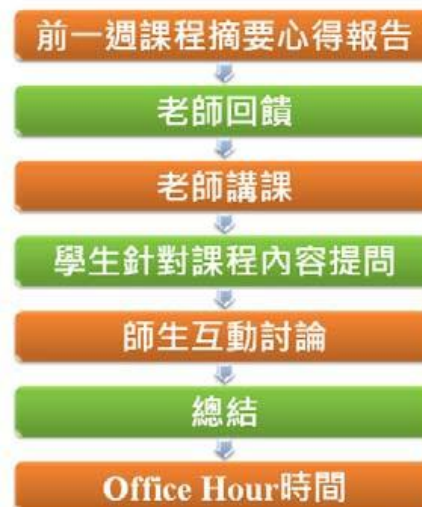 前一週課程摘要心得報告
老師回饋
老師講課
學生針對課程內容提問
師生互動討論
總結
Office Hour時間